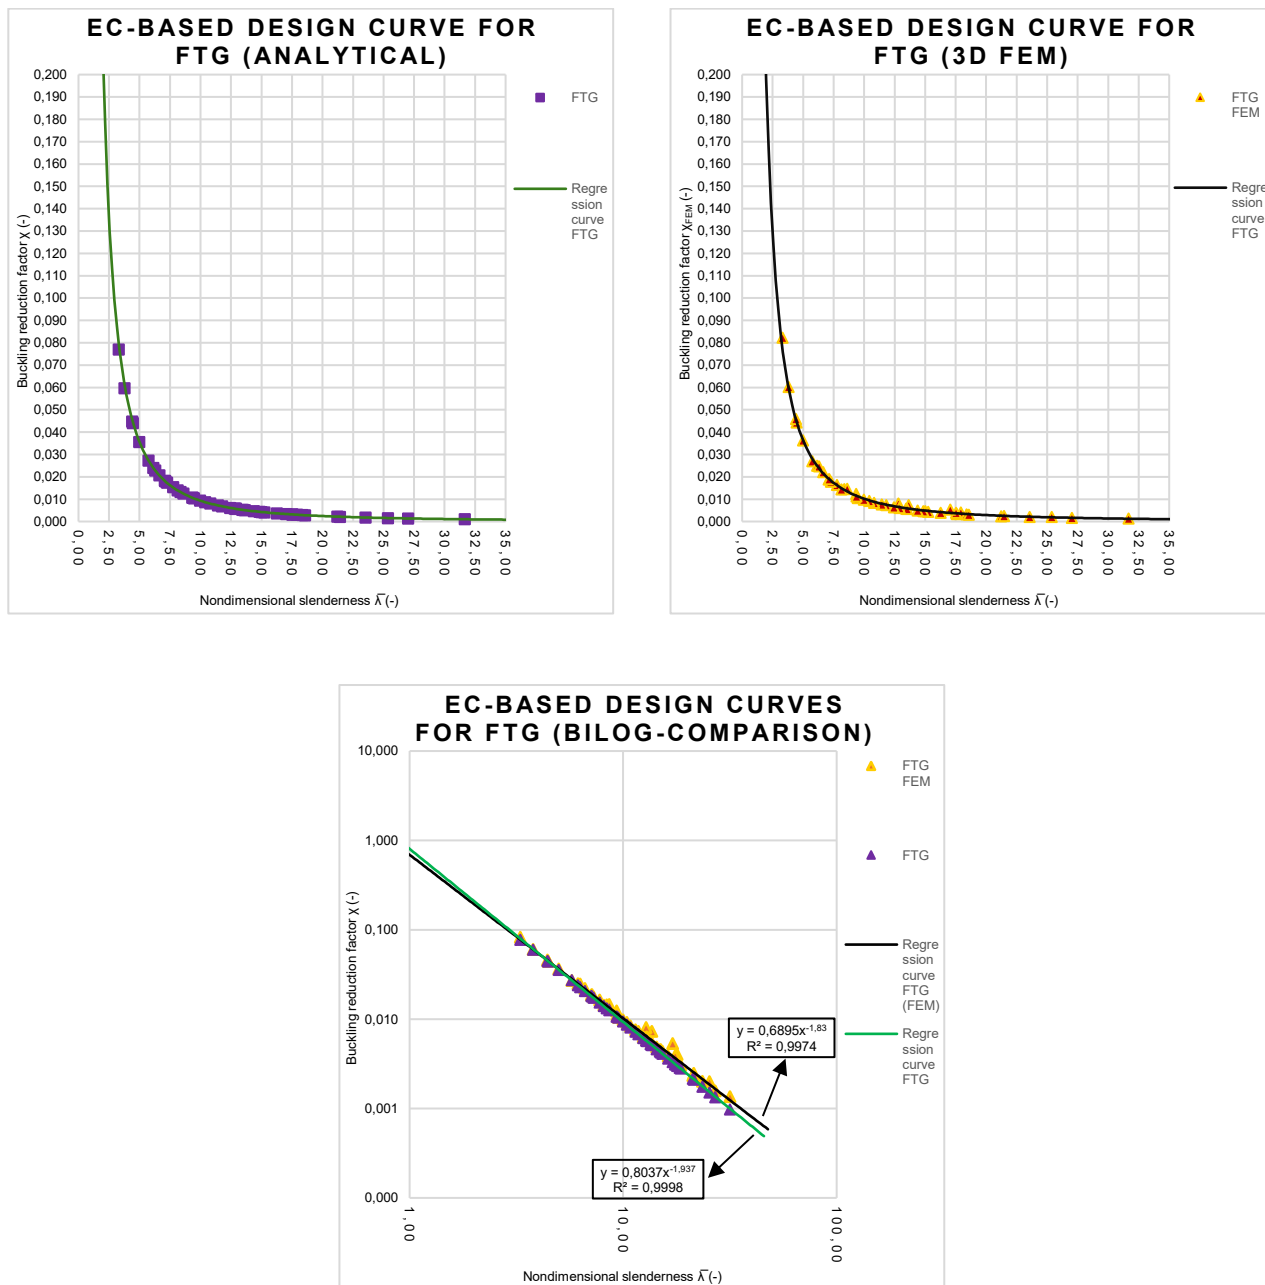 EC-BASED DESIGN CURVE FOR
FTG (ANALYTICAL)
0,200
0,190
0,180
0,170
0,160
0,150
0,140
0,130
0,120
0,110
0,100
0,090
0,080
0,070
0,060
0,050
0,040
0,030
0,020
0,010
0,000
Buckling reduction factor χ (-)
0,00
2,50
5,00
7,50
10,00
12,50
15,00
17,50
20,00
22,50
25,00
27,50
30,00
32,50
35,00
Nondimensional slenderness λ̅ (-)
FTG
Regre
ssion
curve
FTG
EC-BASED DESIGN CURVE FOR
FTG (3D FEM)
0,200
0,190
0,180
0,170
0,160
0,150
0,140
0,130
0,120
0,110
0,100
0,090
0,080
0,070
0,060
0,050
0,040
0,030
0,020
0,010
0,000
Buckling reduction factor χFEM (-)
0,00
2,50
5,00
7,50
10,00
12,50
15,00
17,50
20,00
22,50
25,00
27,50
30,00
32,50
35,00
Nondimensional slenderness λ̅ (-)
FTG
FEM
Regre
ssion
curve
FTG
EC-BASED DESIGN CURVES
FOR FTG (BILOG-COMPARISON)
10,000
1,000
0,100
0,010
0,001
0,000
Buckling reduction factor χ (-)
1,00
10,00
100,00
Nondimensional slenderness λ̅ (-)
y = 0,6895x^-1,83
R² = 0,9974
y = 0,8037x^-1,937
R² = 0,9998
FTG
FEM
FTG
Regre
ssion
curve
FTG
(FEM)
Regre
ssion
curve
FTG